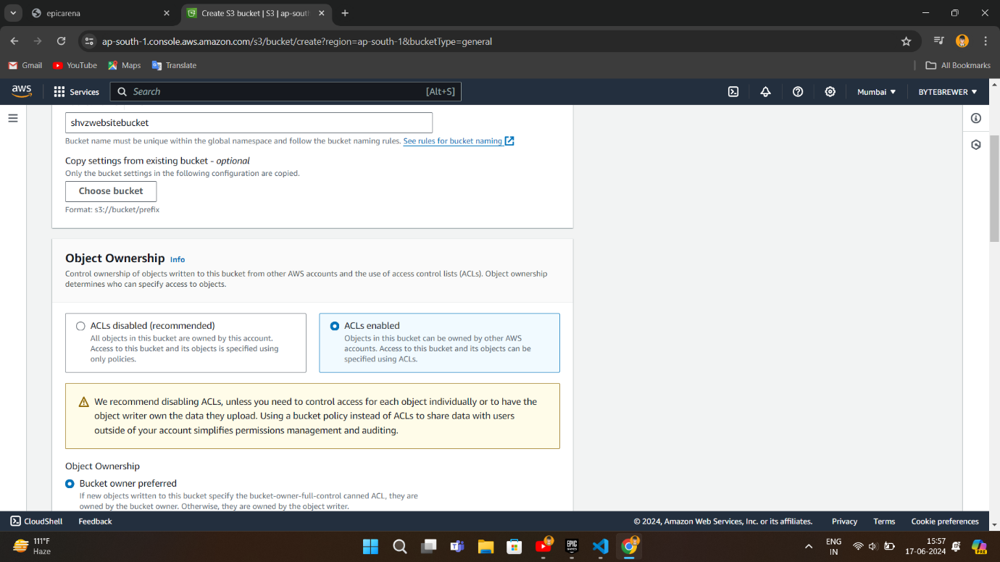 epicarena
Create S3 bucket | S3 | ap-sout
ap-south-1.console.aws.amazon.com/s3/bucket/create?region=ap-south-1&bucketType=general
Gmail YouTube Maps Translate All Bookmarks
aws Services Search [Alt+S] Mumbai BYTEBREWER
shvzwebsitebucket
Bucket name must be unique within the global namespace and follow the bucket naming rules. See rules for bucket naming
Copy settings from existing bucket - optional
Only the bucket settings in the following configuration are copied.
Choose bucket
Format: s3://bucket/prefix
Object Ownership Info
Control ownership of objects written to this bucket from other AWS accounts and the use of access control lists (ACLs). Object ownership
determines who can specify access to objects.
ACLs disabled (recommended)
All objects in this bucket are owned by this account.
Access to this bucket and its objects is specified using
only policies.
ACLs enabled
Objects in this bucket can be owned by other AWS
accounts. Access to this bucket and its objects can be
specified using ACLs.
We recommend disabling ACLs, unless you need to control access for each object individually or to have the
object writer own the data they upload. Using a bucket policy instead of ACLs to share data with users
outside of your account simplifies permissions management and auditing.
Object Ownership
Bucket owner preferred
If new objects written to this bucket specify the bucket-owner-full-control canned ACL, they are
owned by the bucket owner. Otherwise, they are owned by the object writer.
CloudShell Feedback © 2024, Amazon Web Services, Inc. or its affiliates. Privacy Terms Cookie preferences
111°F
Haze
EPIC
GAMES
ENG
IN
15:57
17-06-2024
PRE